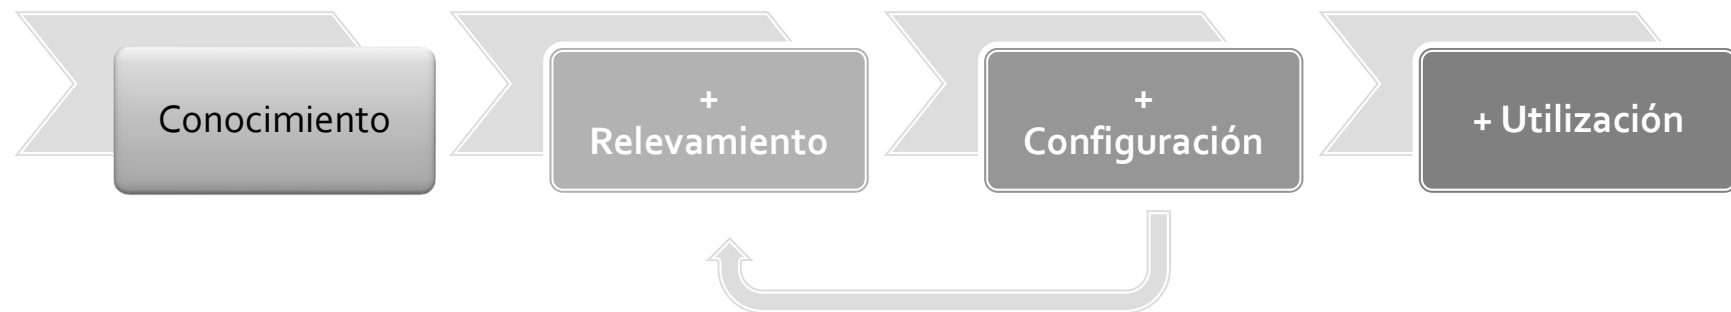 Conocimiento
+
Relevamiento
+
Configuración
+ Utilización